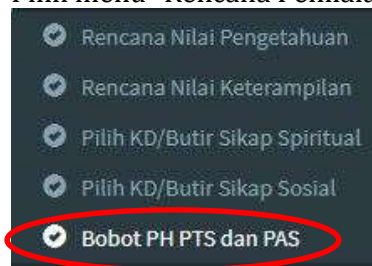 Rencana Nilai Pengetahuan
Rencana Nilai Keterampilan
Pilih KD/Butir Sikap Spiritual
Pilih KD/Butir Sikap Sosial
Bobot PH PTS dan PAS